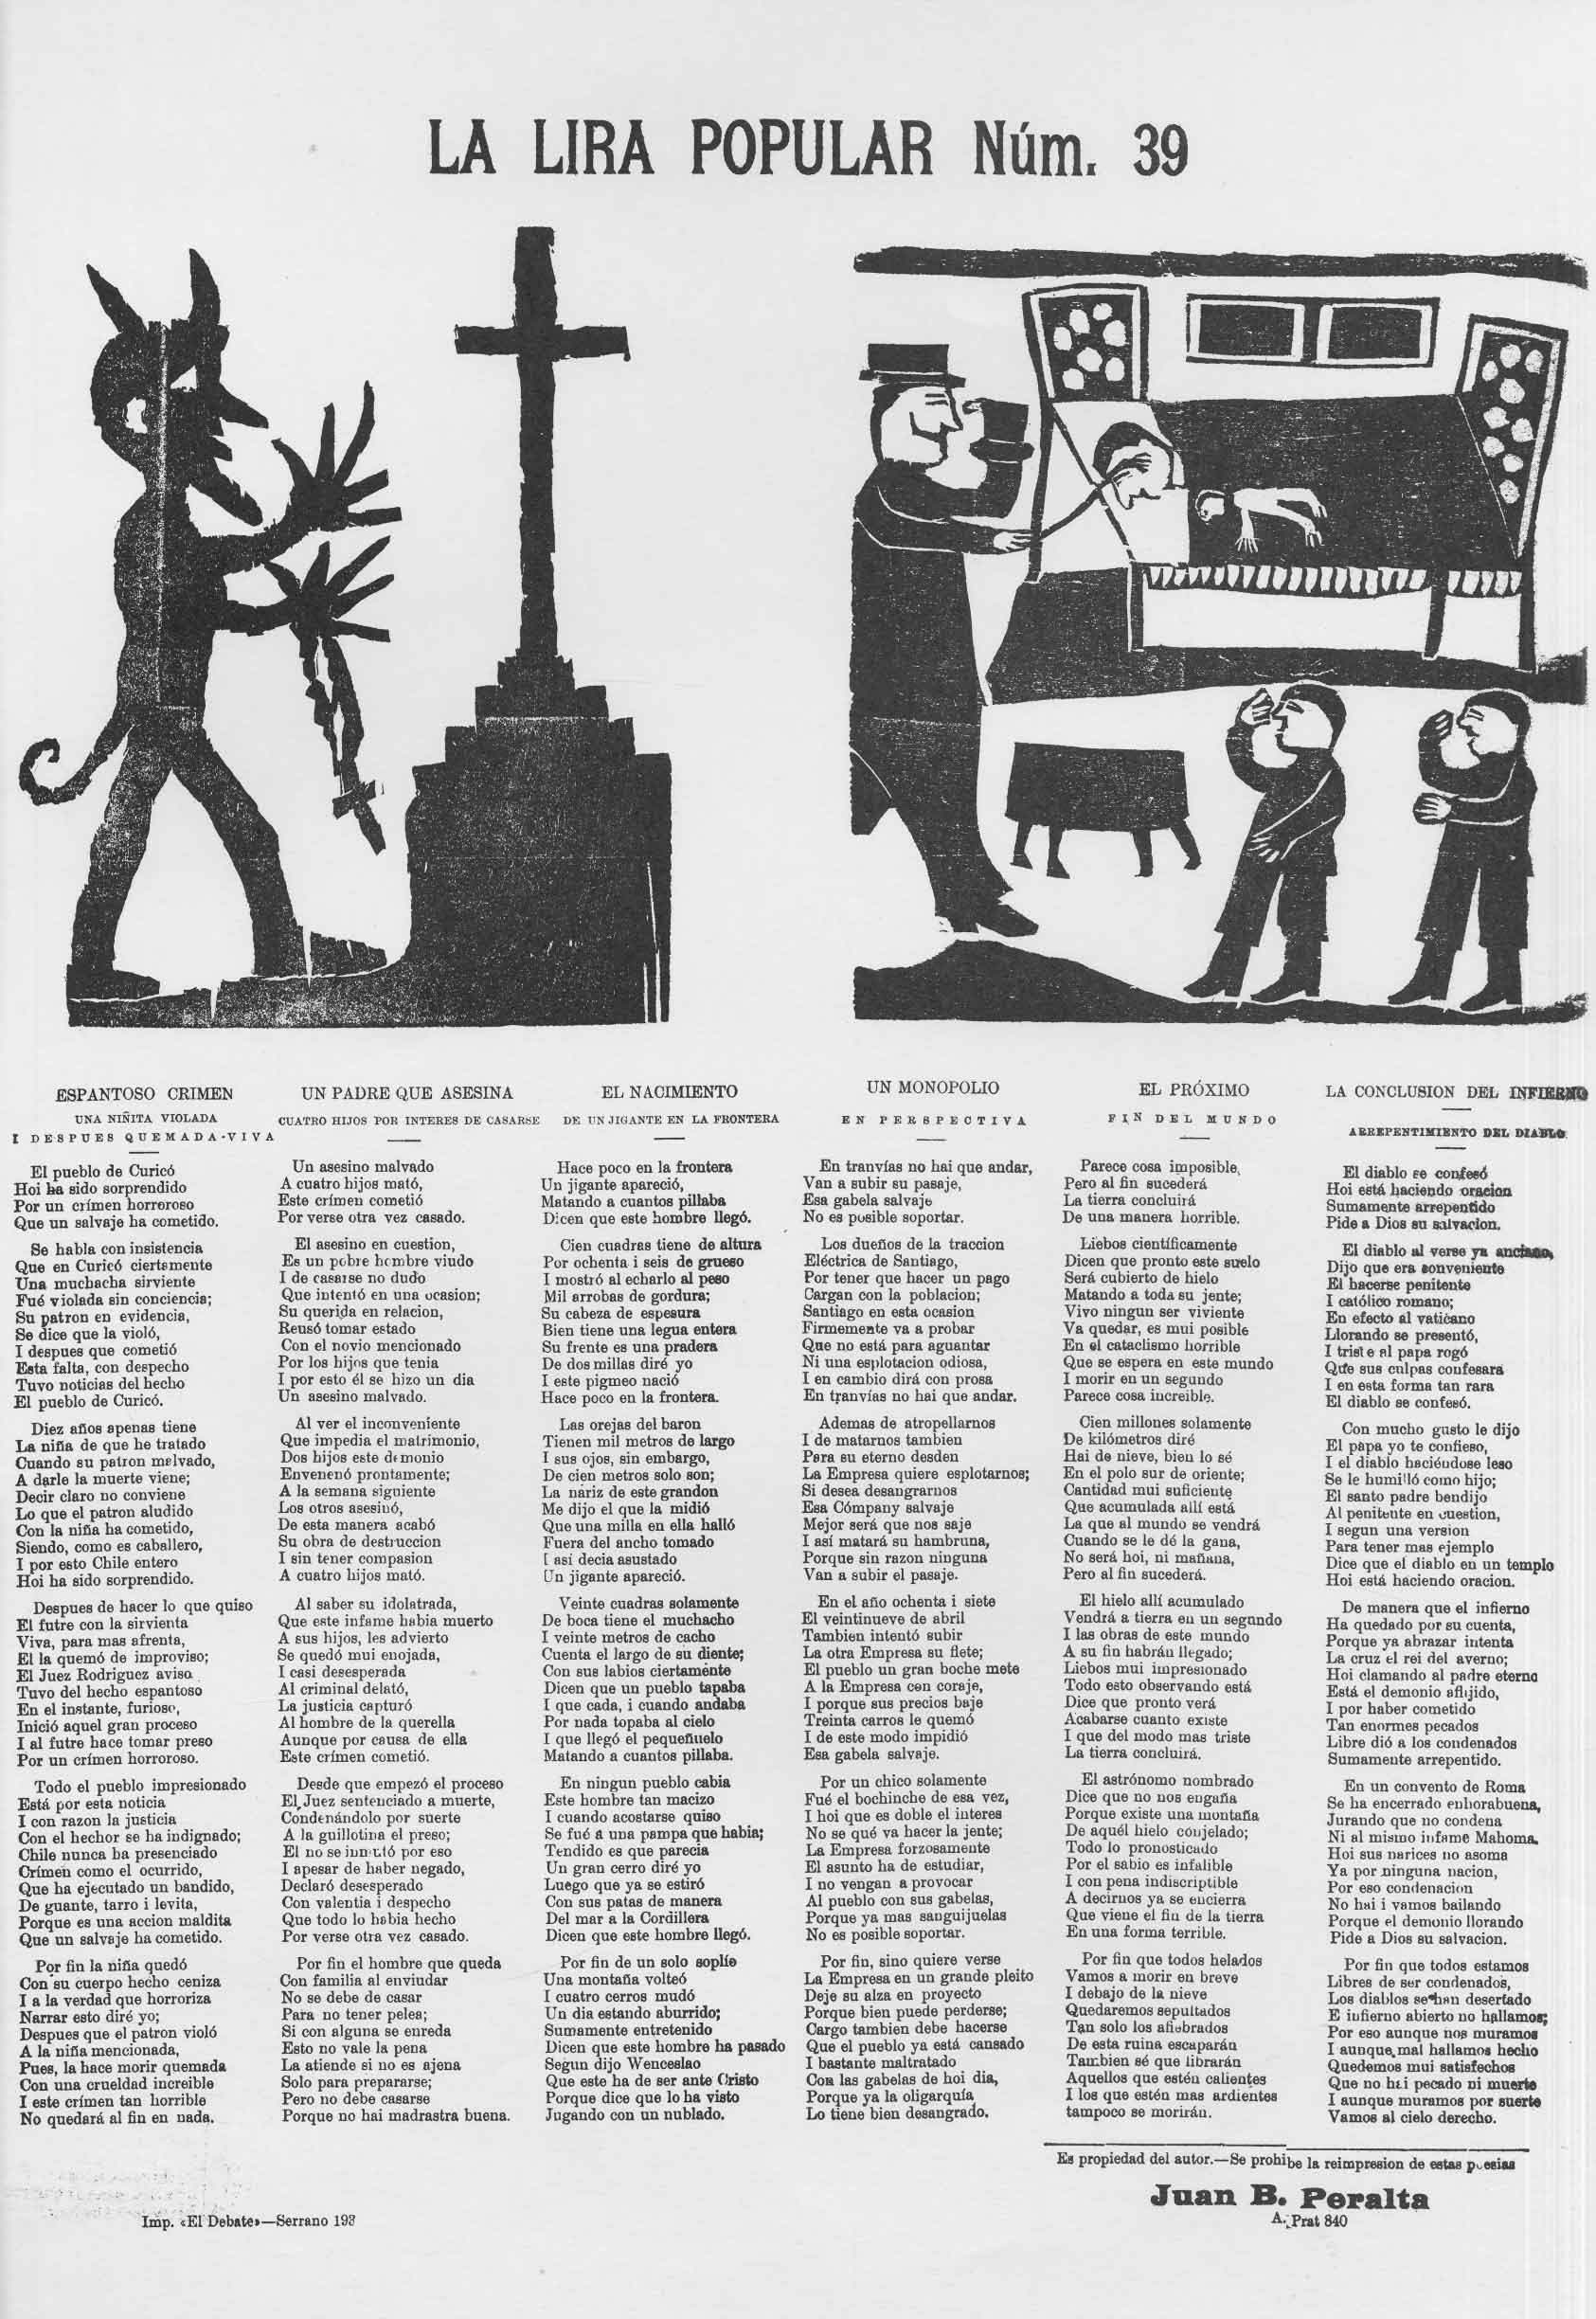 LA LIRA POPULAR Núm. 39
ESPANTOSO CRIMEN
UNA NIÑITA VIOLADA
I DESPUES QUEMADA-VIVA
El pueblo de Curicó
Hoi ha sido sorprendido
Por un crímen horroroso
Que un salvaje ha cometido.
Se habla con insistencia
Que en Curicó ciertamente
Una muchacha sirviente
Fué violada sin conciencia;
Su patron en evidencia,
Se dice que la violó,
I despues que cometió
Esta falta, con despecho
Tuvo noticias del hecho
El pueblo de Curicó.
Diez años apenas tiene
La niña de que he tratado
Cuando su patron malvado,
A darle la muerte viene;
Decir claro no conviene
Lo que el patron aludido
Con la niña ha cometido,
Siendo, como es caballero,
I por esto Chile entero
Hoi ha sido sorprendido.
Despues de hacer lo que quiso
El futre con la sirvienta
Viva, para mas afrenta,
El la quemó de improviso;
El Juez Rodriguez aviso
Tuvo del hecho espantoso
En el instante, furioso,
Inició aquel gran proceso
I al futre hace tomar preso
Por un crímen horroroso.
Todo el pueblo impresionado
Está por esta noticia
I con razon la justicia
Con el hechor se ha indignado;
Chile nunca ha presenciado
Crímen como el ocurrido,
Que ha ejecutado un bandido,
De guante, tarro i levita,
Porque es una accion maldita
Que un salvaje ha cometido.
Por fin la niña quedó
Con su cuerpo hecho ceniza
I a la verdad que horroriza
Narrar esto diré yo;
Despues que el patron violó
A la niña mencionada,
Pues, la hace morir quemada
Con una crueldad increible
I este crímen tan horrible
No quedará al fin en nada.
UN PADRE QUE ASESINA
CUATRO HIJOS POR INTERES DE CASARSE
Un asesino malvado
A cuatro hijos mató,
Este crímen cometió
Por verse otra vez casado.
El asesino en cuestion,
Es un pobre hombre viudo
I de casarse no dudo
Que intentó en una ocasion;
Su querida en relacion,
Reusó tomar estado
Con el novio mencionado
Por los hijos que tenia
I por esto él se hizo un dia
Un asesino malvado.
Al ver el inconveniente
Que impedia el matrimonio,
Dos hijos este demonio
Envenenó prontamente;
A la semana siguiente
Los otros asesinó,
De esta manera acabó
Su obra de destruccion
I sin tener compasion
A cuatro hijos mató.
Al saber su idolatrada,
Que este infame habia muerto
A sus hijos, les advierto
Se quedó mui enojada,
I casi desesperada
Al criminal delató,
La justicia capturó
Al hombre de la querella
Aunque por causa de ella
Este crímen cometió.
Desde que empezó el proceso
El Juez sentenciado a muerte,
Condenándolo por suerte
A la guillotina el preso;
El no se por eso
I apesar de haber negado,
Declaró desesperado
Con valentia i despecho
Que todo lo habia hecho
Por verse otra vez casado.
Por fin el hombre que queda
Con familia al enviudar
No se debe de casar
Para no tener peles;
Si con alguna se enreda
Esto no vale la pena
La atiende si no es ajena
Solo para prepararse;
Pero no debe casarse
Porque no hai madrastra buena.
EL NACIMIENTO
DE UN JIGANTE EN LA FRONTERA
Hace poco en la frontera
Un jigante apareció,
Matando a cuantos pillaba
Dicen que este hombre llegó.
Cien cuadras tiene de altura
Por ochenta i seis de grueso
I mostró al echarlo al peso
Mil arrobas de gordura;
Su cabeza de espesura
Bien tiene una legua entera
Su frente es una pradera
De dos millas diré yo
I este pigmeo nació
Hace poco en la frontera.
Las orejas del baron
Tienen mil metros de largo
I sus ojos, sin embargo,
De cien metros solo son;
La nariz de este grandon
Me dijo el que la midió
Que una milla en ella halló
Fuera del ancho tomado
I así decia asustado
Un jigante apareció.
Veinte cuadras solamente
De boca tiene el muchacho
I veinte metros de cacho
Cuenta el largo de su diente;
Con sus labios ciertamente
Dicen que un pueblo tapaba
I que cada, i cuando andaba
Por nada topaba al cielo
I que llegó el pequeñuelo
Matando a cuantos pillaba.
En ningun pueblo cabia
Este hombre tan macizo
I cuando acostarse quiso
Se fué a una pampa que habia;
Tendido es que parecia
Un gran cerro diré yo
Luego que ya se estiró
Con sus patas de manera
Del mar a la Cordillera
Dicen que este hombre llegó.
Por fin de un solo soplío
Una montaña volteó
I cuatro cerros mudó
Un dia estando aburrido;
Sumamente entretenido
Dicen que este hombre ha pasado
Segun dijo Wenceslao
Que este ha de ser ante Cristo
Porque dice que lo ha visto
Jugando con un nublado.
UN MONOPOLIO
EN PERSPECTIVA
En tranvías no hai que andar,
Van a subir su pasaje,
Esa gabela salvaje
No es posible soportar.
Los dueños de la traccion
Eléctrica de Santiago,
Por tener que hacer un pago
Cargan con la poblacion;
Santiago en esta ocasion
Firmemente va a probar
Que no está para aguantar
Ni una esplotacion odiosa,
I en cambio dirá con prosa
En tranvías no hai que andar.
Ademas de atropellarnos
I de matarnos tambien
Para su eterno desden
La Empresa quiere esplotarnos;
Si desea desangrarnos
Esa Cómpany salvaje
Mejor será que nos saje
I así matará su hambruna,
Porque sin razon ninguna
Van a subir el pasaje.
En el año ochenta i siete
El veintinueve de abril
Tambien intentó subir
La otra Empresa su flete;
El pueblo un gran boche mete
A la Empresa con coraje,
I porque sus precios baje
Treinta carros le quemó
I de este modo impidió
Esa gabela salvaje.
Por un chico solamente
Fué el bochinche de esa vez,
I hoi que es doble el interes
No se qué va hacer la jente;
La Empresa forzosamente
El asunto ha de estudiar,
I no vengan a provocar
Al pueblo con sus gabelas,
Porque ya mas sanguijuelas
No es posible soportar.
Por fin, sino quiere verse
La Empresa en un grande pleito
Deje su alza en proyecto
Porque bien puede perderse;
Cargo tambien debe hacerse
Que el pueblo ya está cansado
I bastante maltratado
Con las gabelas de hoi dia,
Porque ya la oligarquía
Lo tiene bien desangrado.
EL PRÓXIMO
FIN DEL MUNDO
Parece cosa imposible,
Pero al fin sucederá
La tierra concluirá
De una manera horrible.
Liebos científicamente
Dicen que pronto este suelo
Será cubierto de hielo
Matando a toda su jente;
Vivo ningun ser viviente
Va quedar, es mui posible
En el cataclismo horrible
Que se espera en este mundo
I morir en un segundo
Parece cosa increible.
Cien millones solamente
De kilómetros diré
Hai de nieve, bien lo sé
En el polo sur de oriente;
Cantidad mui suficiente
Que acumulada allí está
La que al mundo se vendrá
Cuando se le dé la gana,
No será hoi, ni mañana,
Pero al fin sucederá.
El hielo allí acumulado
Vendrá a tierra en un segundo
I las obras de este mundo
A su fin habrán llegado;
Liebos mui impresionado
Todo esto observando está
Dice que pronto verá
Acabarse cuanto existe
I que del modo mas triste
La tierra concluirá.
El astrónomo nombrado
Dice que no nos engaña
Porque existe una montaña
De aquél hielo conjelado;
Todo lo pronosticado
Por el sabio es infalible
I con pena indiscriptible
A decirnos ya se encierra
Que viene el fin de la tierra
En una forma terrible.
Por fin que todos helados
Vamos a morir en breve
I debajo de la nieve
Quedaremos sepultados
Tan solo los afiebrados
De esta ruina escaparán
Tambien sé que librarán
Aquellos que estén calientes
I los que estén mas ardientes
tampoco se morirán.
LA CONCLUSION DEL INFIERNO
ARREPENTIMIENTO DEL DIABLO
El diablo se confesó
Hoi está haciendo oracion
Sumamente arrepentido
Pide a Dios su salvacion.
El diablo al verse ya anciano,
Dijo que era conveniente
El hacerse penitente
I católico romano;
En efecto al vaticano
Llorando se presentó,
I triste al papa rogó
Que sus culpas confesara
I en esta forma tan rara
El diablo se confesó.
Con mucho gusto le dijo
El papa yo te confieso,
I el diablo haciéndose leso
Se le humilló como hijo;
El santo padre bendijo
Al penitente en cuestion,
I segun una version
Para tener mas ejemplo
Dice que el diablo en un templo
Hoi está haciendo oracion.
De manera que el infierno
Ha quedado por su cuenta,
Porque ya abrazar intenta
La cruz el rei del averno;
Hoi clamando al padre eterno
Está el demonio aflijido,
I por haber cometido
Tan enormes pecados
Libre dió a los condenados
Sumamente arrepentido.
En un convento de Roma
Se ha encerrado enhorabuena,
Jurando que no condena
Ni al mismo infame Mahoma.
Hoi sus narices no asoma
Ya por ninguna nacion,
Por eso condenacion
No hai i vamos bailando
Porque el demonio llorando
Pide a Dios su salvacion.
Por fin que todos estamos
Libres de ser condenados,
Los diablos se han desertado
E infierno abierto no hallamos;
Por eso aunque nos muramos
I aunque mal hallamos hecho
Quedemos mui satisfechos
Que no hai pecado ni muerte
I aunque muramos por suerte
Vamos al cielo derecho.
Es propiedad del autor.—Se prohibe la reimpresion de estas poesias
Juan B. Peralta
A. Prat 840
Imp. «El Debate»—Serrano 193